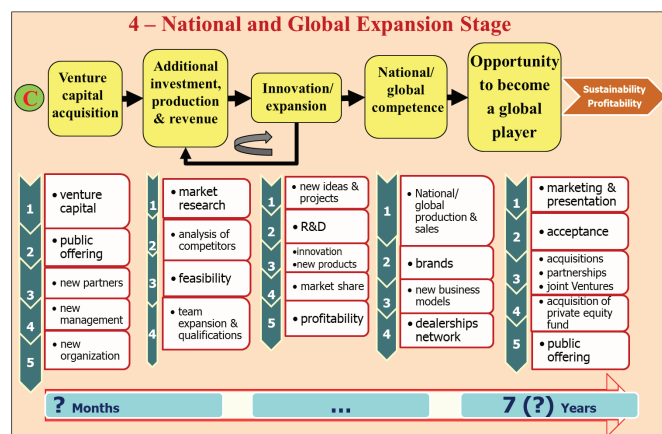 4 – National and Global Expansion Stage
C
Venture
capital
acquisition
Additional
investment,
production
& revenue
Innovation/
expansion
National/
global
competence
Opportunity
to become
a global
player
Sustainability
Profitability
1
• venture
capital
2
• public
offering
3
• new partners
4
• new
management
5
• new
organization
1
• market
research
2
• analysis of
competitors
3
• feasibility
4
• team
expansion &
qualifications
1
• new ideas &
projects
2
• R&D
3
•innovation
•new products
4
• market share
5
• profitability
1
• National/
global
production &
sales
2
• brands
3
• new business
models
4
• dealerships
network
1
• marketing &
presentation
2
• acceptance
3
• acquisitions
• partnerships
• joint Ventures
4
• acquisition of
private equity
fund
5
• public
offering
? Months
...
7 (?) Years